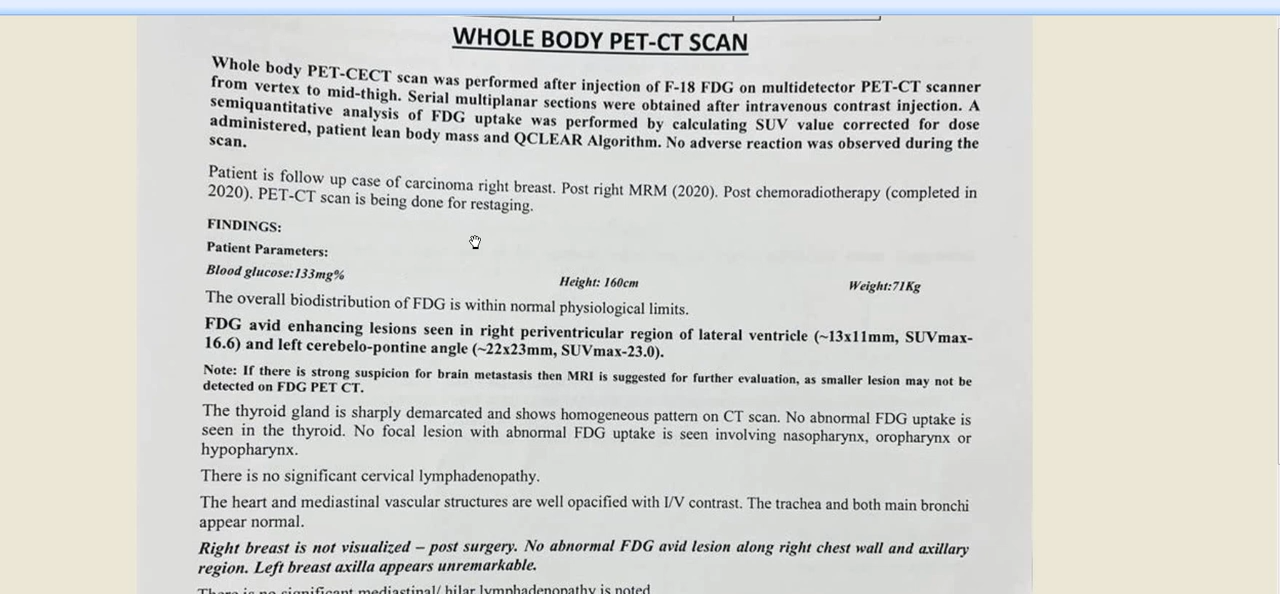 WHOLE BODY PET-CT SCAN
Whole body PET-CECT scan was performed after injection of F-18 FDG on multidetector PET-CT scanner
from vertex to mid-thigh. Serial multiplanar sections were obtained after intravenous contrast injection. A
semiquantitative analysis of FDG uptake was performed by calculating SUV value corrected for dose
administered, patient lean body mass and QCLEAR Algorithm. No adverse reaction was observed during the
scan.
Patient is follow up case of carcinoma right breast. Post right MRM (2020). Post chemoradiotherapy (completed in
2020). PET-CT scan is being done for restaging.
FINDINGS:
Patient Parameters:
Blood glucose:133mg% Height: 160cm Weight:71Kg
The overall biodistribution of FDG is within normal physiological limits.
FDG avid enhancing lesions seen in right periventricular region of lateral ventricle (~13x11mm, SUVmax-
16.6) and left cerebelo-pontine angle (~22x23mm, SUVmax-23.0).
Note: If there is strong suspicion for brain metastasis then MRI is suggested for further evaluation, as smaller lesion may not be
detected on FDG PET CT.
The thyroid gland is sharply demarcated and shows homogeneous pattern on CT scan. No abnormal FDG uptake is
seen in the thyroid. No focal lesion with abnormal FDG uptake is seen involving nasopharynx, oropharynx or
hypopharynx.
There is no significant cervical lymphadenopathy.
The heart and mediastinal vascular structures are well opacified with I/V contrast. The trachea and both main bronchi
appear normal.
Right breast is not visualized – post surgery. No abnormal FDG avid lesion along right chest wall and axillary
region. Left breast axilla appears unremarkable.
There is no significant mediastinal/ hilar lymphadenopathy is noted